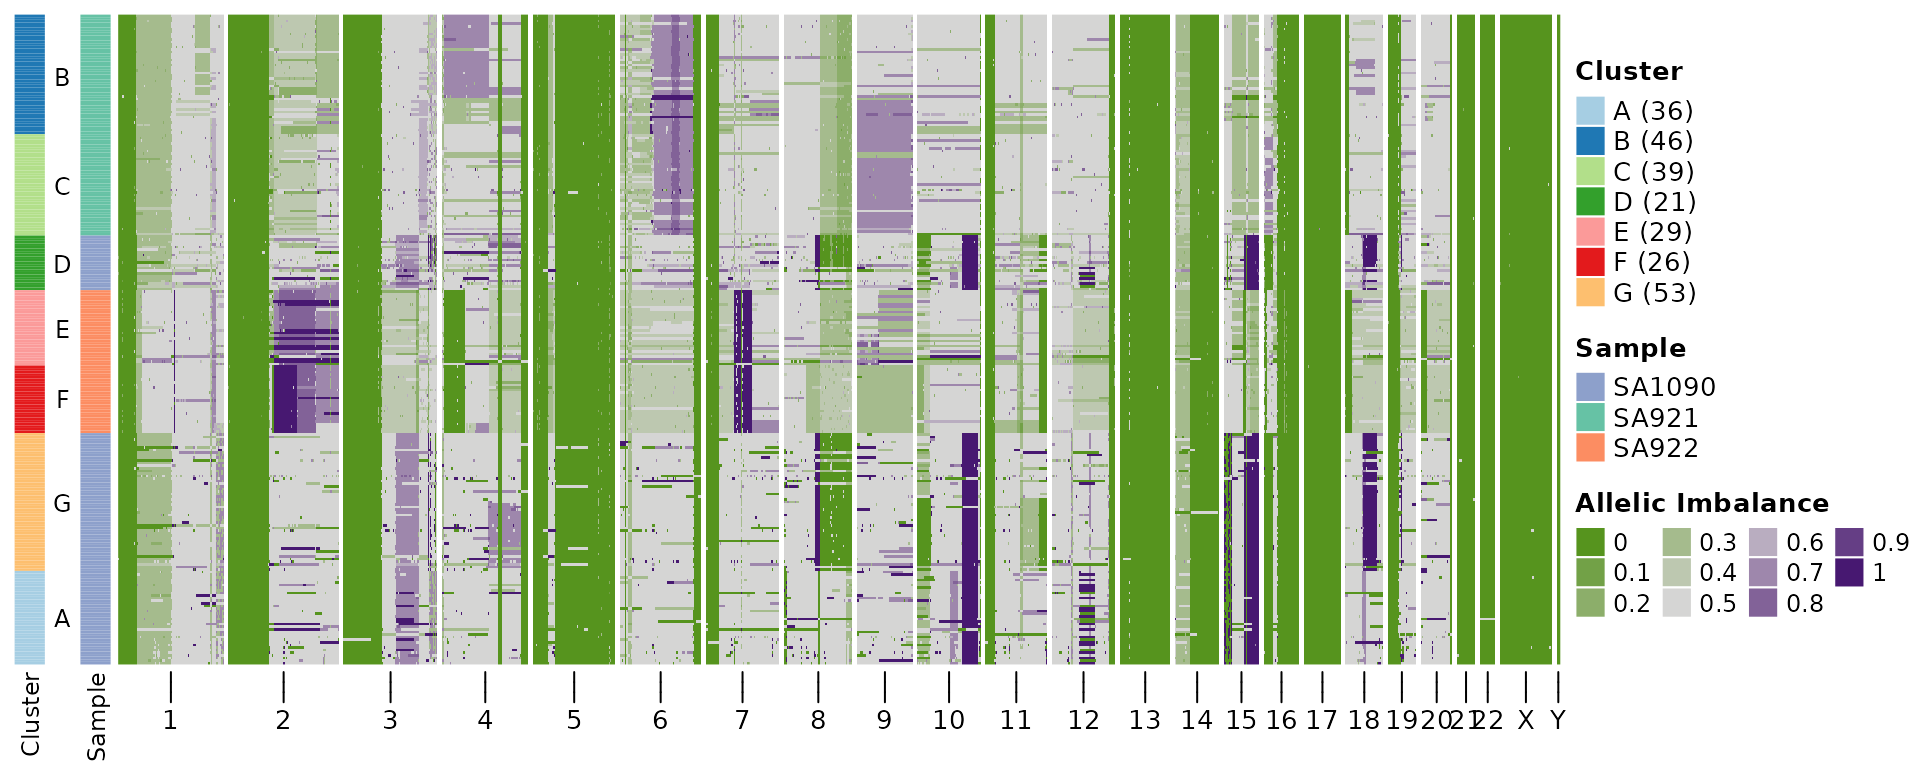 B
C
D
E
F
G
A
Cluster
Sample
1 2 3 4 5 6 7 8 9 10 11 12 13 14 15 16 17 18 19 20 21 22 X Y
Cluster
A (36)
B (46)
C (39)
D (21)
E (29)
F (26)
G (53)
Sample
SA1090
SA921
SA922
Allelic Imbalance
0 0.3 0.6 0.9
0.1 0.4 0.7 1
0.2 0.5 0.8